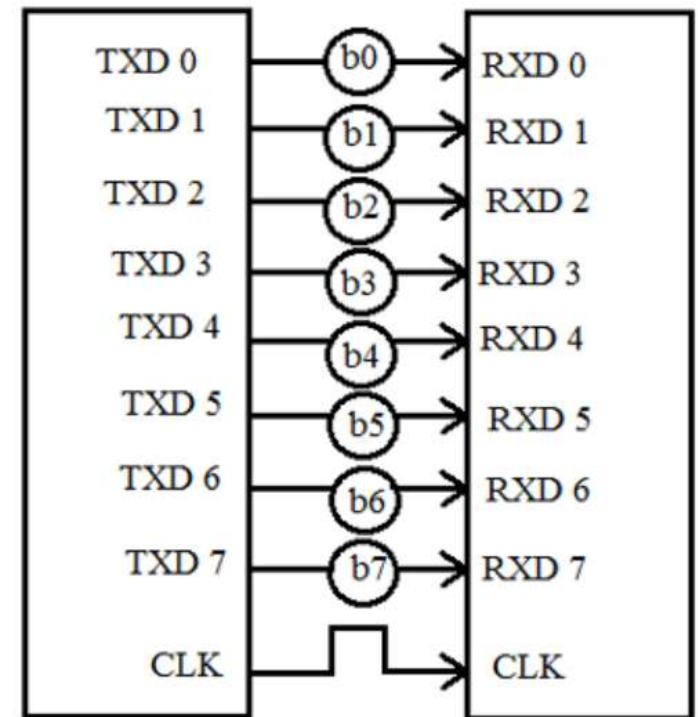 TXD 0 b0 RXD 0
TXD 1 b1 RXD 1
TXD 2 b2 RXD 2
TXD 3 b3 RXD 3
TXD 4 b4 RXD 4
TXD 5 b5 RXD 5
TXD 6 b6 RXD 6
TXD 7 b7 RXD 7
CLK CLK